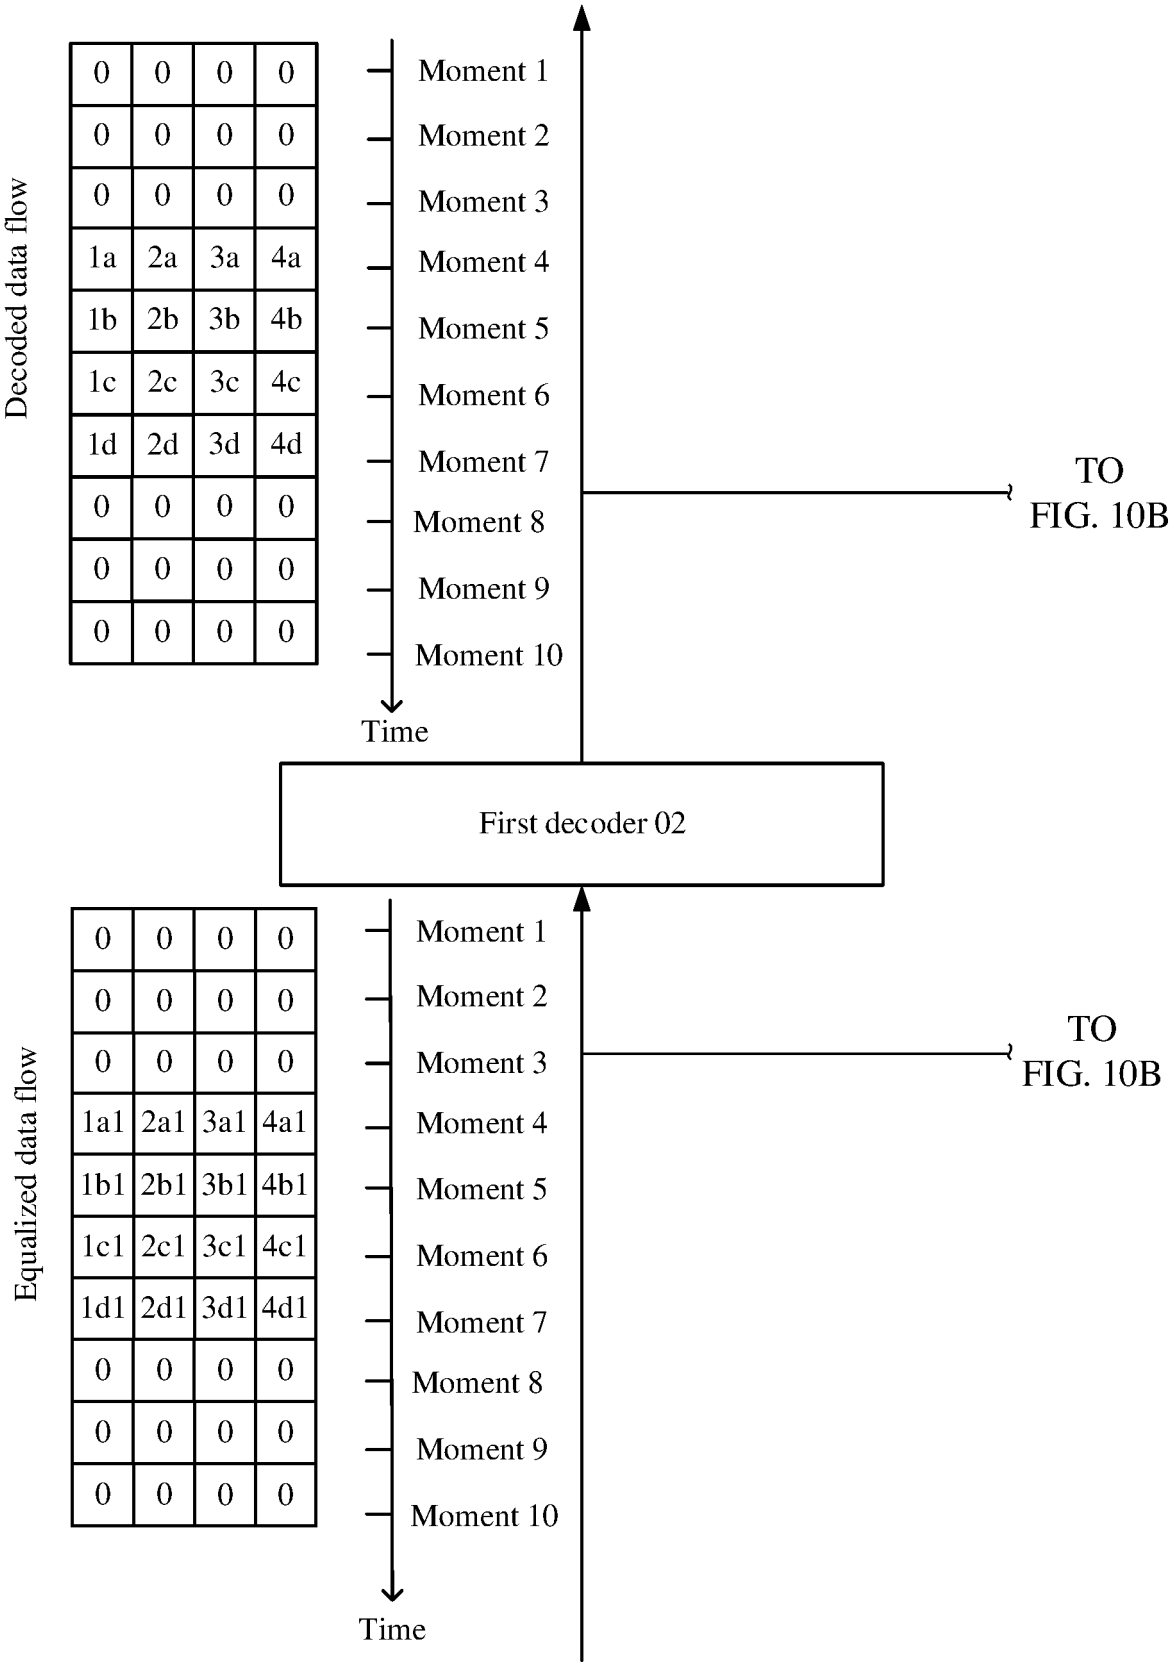 Decoded data flow
0 0 0 0 Moment 1
0 0 0 0 Moment 2
0 0 0 0 Moment 3
1a 2a 3a 4a Moment 4
1b 2b 3b 4b Moment 5
1c 2c 3c 4c Moment 6
1d 2d 3d 4d Moment 7
0 0 0 0 Moment 8
0 0 0 0 Moment 9
0 0 0 0 Moment 10
Time
TO
FIG. 10B
First decoder 02
Equalized data flow
0 0 0 0 Moment 1
0 0 0 0 Moment 2
0 0 0 0 Moment 3
1a1 2a1 3a1 4a1 Moment 4
1b1 2b1 3b1 4b1 Moment 5
1c1 2c1 3c1 4c1 Moment 6
1d1 2d1 3d1 4d1 Moment 7
0 0 0 0 Moment 8
0 0 0 0 Moment 9
0 0 0 0 Moment 10
Time
TO
FIG. 10B